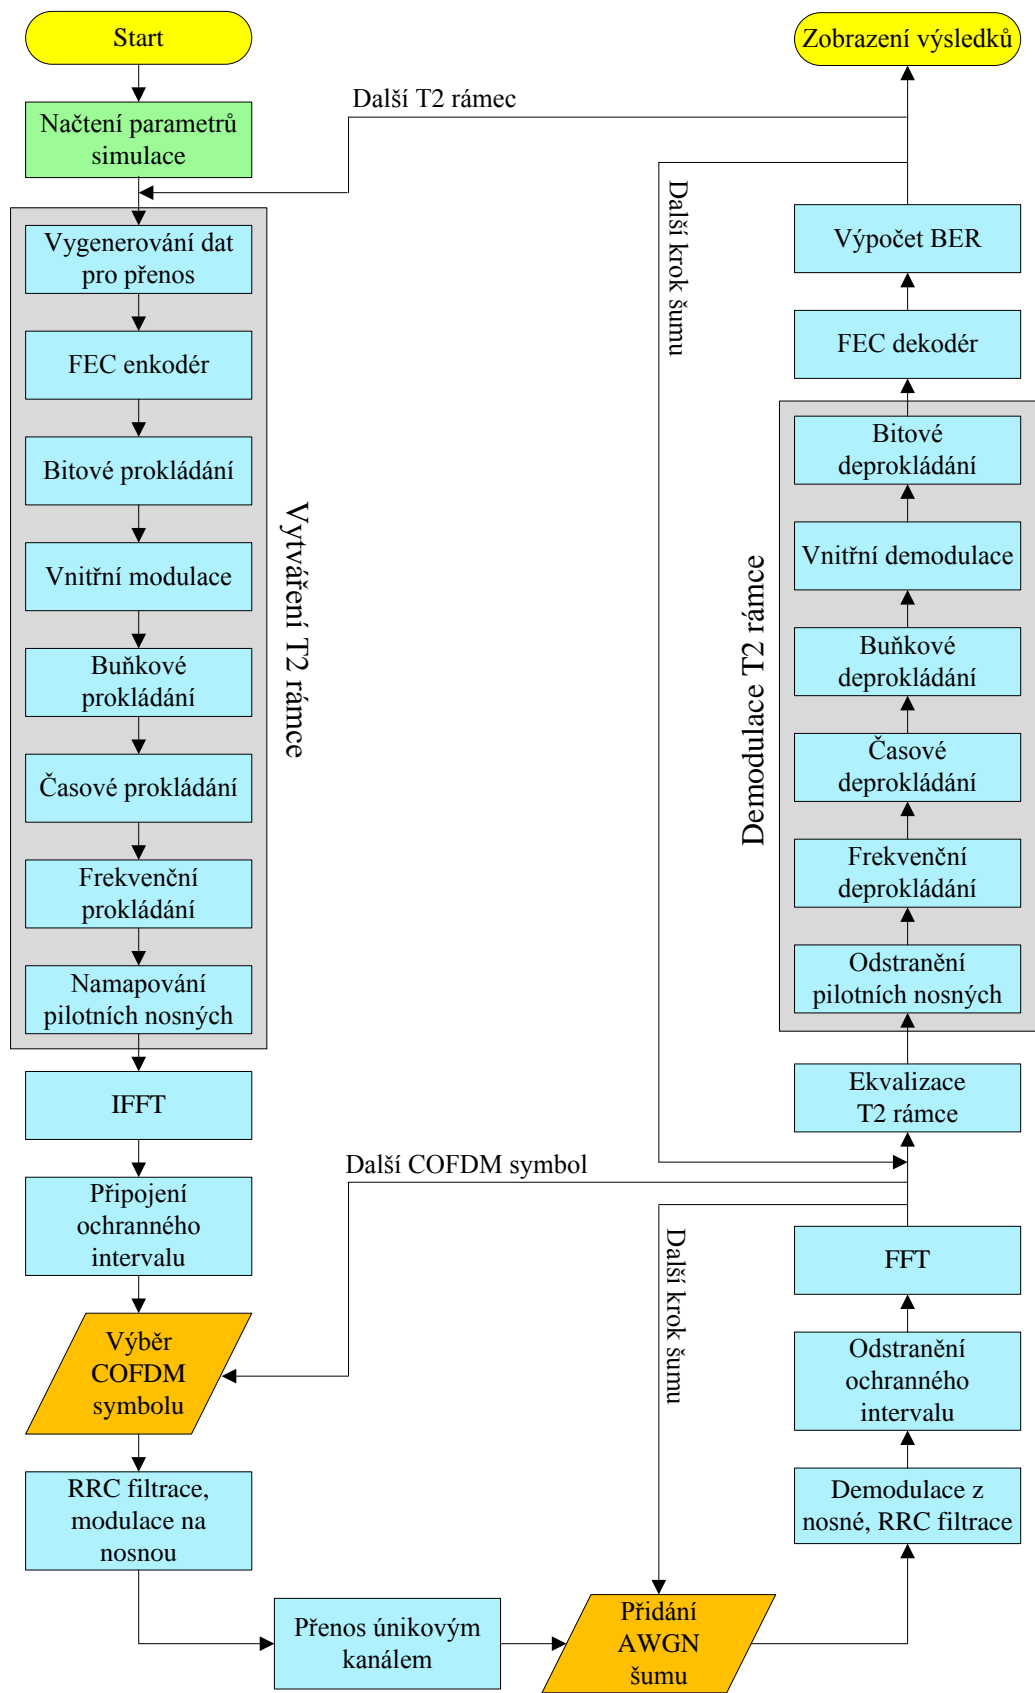 Start
Načtení parametrů
simulace
Vygenerování dat
pro přenos
FEC enkodér
Bitové prokládání
Vnitřní modulace
Buňkové
prokládání
Časové prokládání
Frekvenční
prokládání
Namapování
pilotních nosných
Vytváření T2 rámce
IFFT
Připojení
ochranného
intervalu
Výběr
COFDM
symbolu
RRC filtrace,
modulace na
nosnou
Přenos únikovým
kanálem
Přidání
AWGN
šumu
Další krok šumu
Další COFDM symbol
Demodulace z
nosné, RRC filtrace
Odstranění
ochranného
intervalu
FFT
Ekvalizace
T2 rámce
Odstranění
pilotních nosných
Frekvenční
deprokládání
Časové
deprokládání
Buňkové
deprokládání
Vnitřní demodulace
Bitové
deprokládání
Demodulace T2 rámce
FEC dekodér
Výpočet BER
Další krok šumu
Další T2 rámec
Zobrazení výsledků